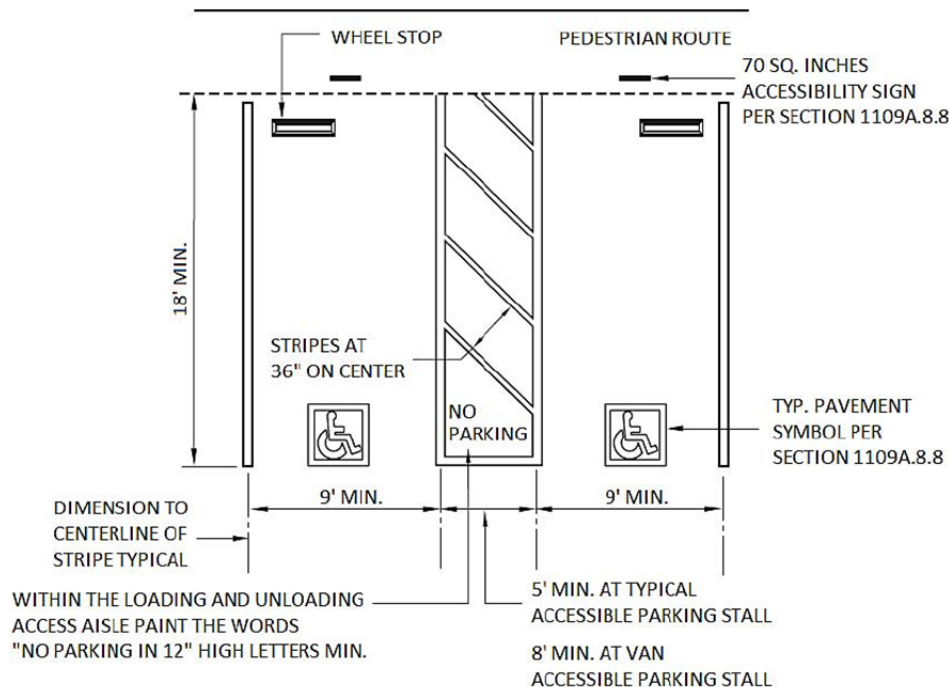 WHEEL STOP
PEDESTRIAN ROUTE
70 SQ. INCHES
ACCESSIBILITY SIGN
PER SECTION 1109A.8.8
18' MIN.
STRIPES AT
36" ON CENTER
NO
PARKING
TYP. PAVEMENT
SYMBOL PER
SECTION 1109A.8.8
9' MIN.
9' MIN.
DIMENSION TO
CENTERLINE OF
STRIPE TYPICAL
WITHIN THE LOADING AND UNLOADING
ACCESS AISLE PAINT THE WORDS
"NO PARKING IN 12" HIGH LETTERS MIN.
5' MIN. AT TYPICAL
ACCESSIBLE PARKING STALL
8' MIN. AT VAN
ACCESSIBLE PARKING STALL